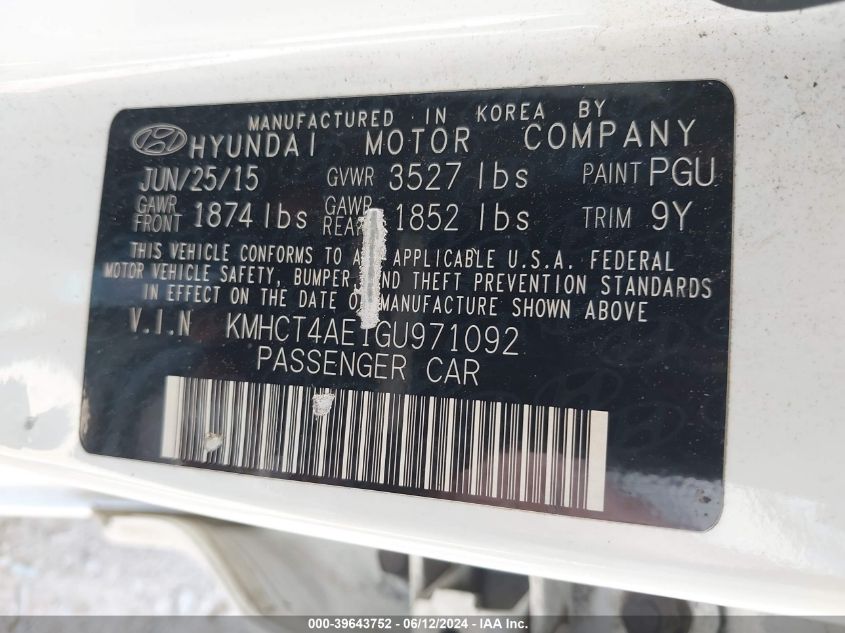 MANUFACTURED IN KOREA BY
HYUNDAI MOTOR COMPANY
JUN/25/15 GVWR 3527 lbs PAINT PGU
GAWR FRONT 1874 lbs GAWR REAR 1852 lbs TRIM 9Y
THIS VEHICLE CONFORMS TO APPLICABLE U.S.A. FEDERAL
MOTOR VEHICLE SAFETY, BUMPER AND THEFT PREVENTION STANDARDS
IN EFFECT ON THE DATE OF MANUFACTURE SHOWN ABOVE
V.I.N KMHCT4AE1GU971092
PASSENGER CAR
000-39643752 - 06/12/2024 - IAA Inc.